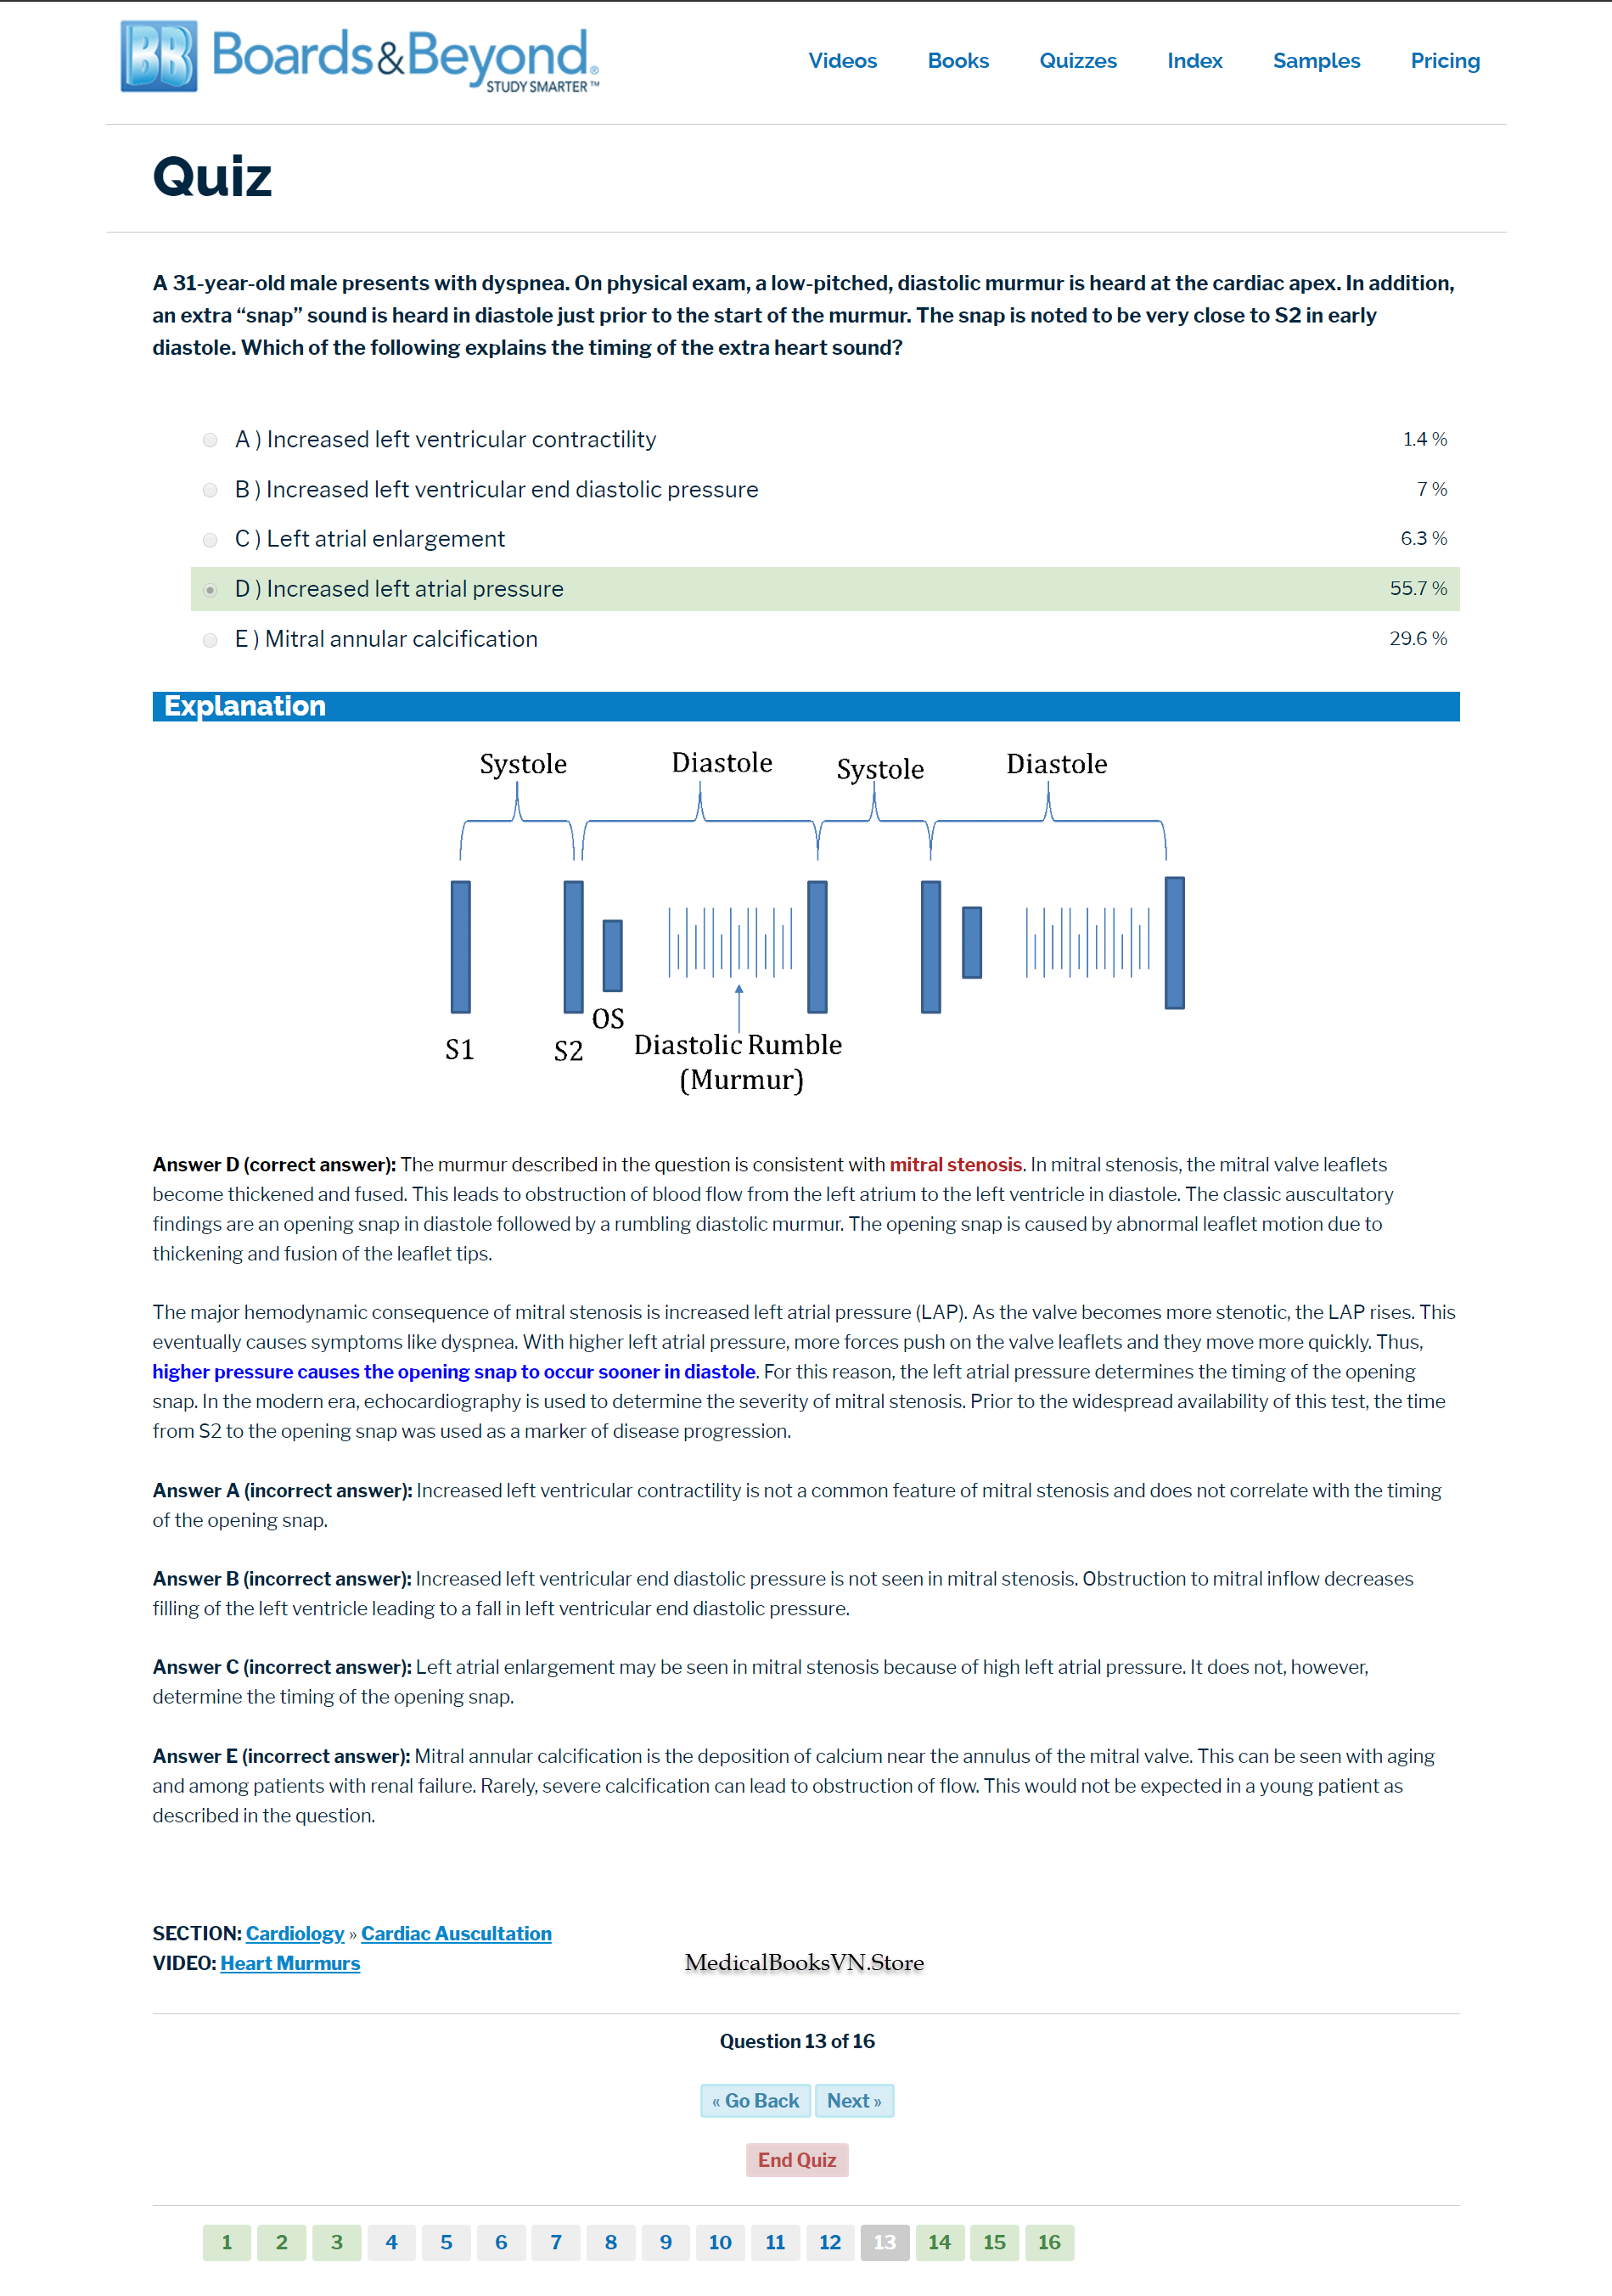 BB Boards&Beyond®
STUDY SMARTER™
Videos Books Quizzes Index Samples Pricing
Quiz
A 31-year-old male presents with dyspnea. On physical exam, a low-pitched, diastolic murmur is heard at the cardiac apex. In addition,
an extra “snap” sound is heard in diastole just prior to the start of the murmur. The snap is noted to be very close to S2 in early
diastole. Which of the following explains the timing of the extra heart sound?
A ) Increased left ventricular contractility 1.4 %
B ) Increased left ventricular end diastolic pressure 7 %
C ) Left atrial enlargement 6.3 %
D ) Increased left atrial pressure 55.7 %
E ) Mitral annular calcification 29.6 %
Explanation
Systole Diastole Systole Diastole
OS
S1 S2 Diastolic Rumble
(Murmur)
Answer D (correct answer): The murmur described in the question is consistent with mitral stenosis. In mitral stenosis, the mitral valve leaflets
become thickened and fused. This leads to obstruction of blood flow from the left atrium to the left ventricle in diastole. The classic auscultatory
findings are an opening snap in diastole followed by a rumbling diastolic murmur. The opening snap is caused by abnormal leaflet motion due to
thickening and fusion of the leaflet tips.
The major hemodynamic consequence of mitral stenosis is increased left atrial pressure (LAP). As the valve becomes more stenotic, the LAP rises. This
eventually causes symptoms like dyspnea. With higher left atrial pressure, more forces push on the valve leaflets and they move more quickly. Thus,
higher pressure causes the opening snap to occur sooner in diastole. For this reason, the left atrial pressure determines the timing of the opening
snap. In the modern era, echocardiography is used to determine the severity of mitral stenosis. Prior to the widespread availability of this test, the time
from S2 to the opening snap was used as a marker of disease progression.
Answer A (incorrect answer): Increased left ventricular contractility is not a common feature of mitral stenosis and does not correlate with the timing
of the opening snap.
Answer B (incorrect answer): Increased left ventricular end diastolic pressure is not seen in mitral stenosis. Obstruction to mitral inflow decreases
filling of the left ventricle leading to a fall in left ventricular end diastolic pressure.
Answer C (incorrect answer): Left atrial enlargement may be seen in mitral stenosis because of high left atrial pressure. It does not, however,
determine the timing of the opening snap.
Answer E (incorrect answer): Mitral annular calcification is the deposition of calcium near the annulus of the mitral valve. This can be seen with aging
and among patients with renal failure. Rarely, severe calcification can lead to obstruction of flow. This would not be expected in a young patient as
described in the question.
SECTION: Cardiology » Cardiac Auscultation
VIDEO: Heart Murmurs MedicalBooksVN.Store
Question 13 of 16
« Go Back Next »
End Quiz
1 2 3 4 5 6 7 8 9 10 11 12 13 14 15 16